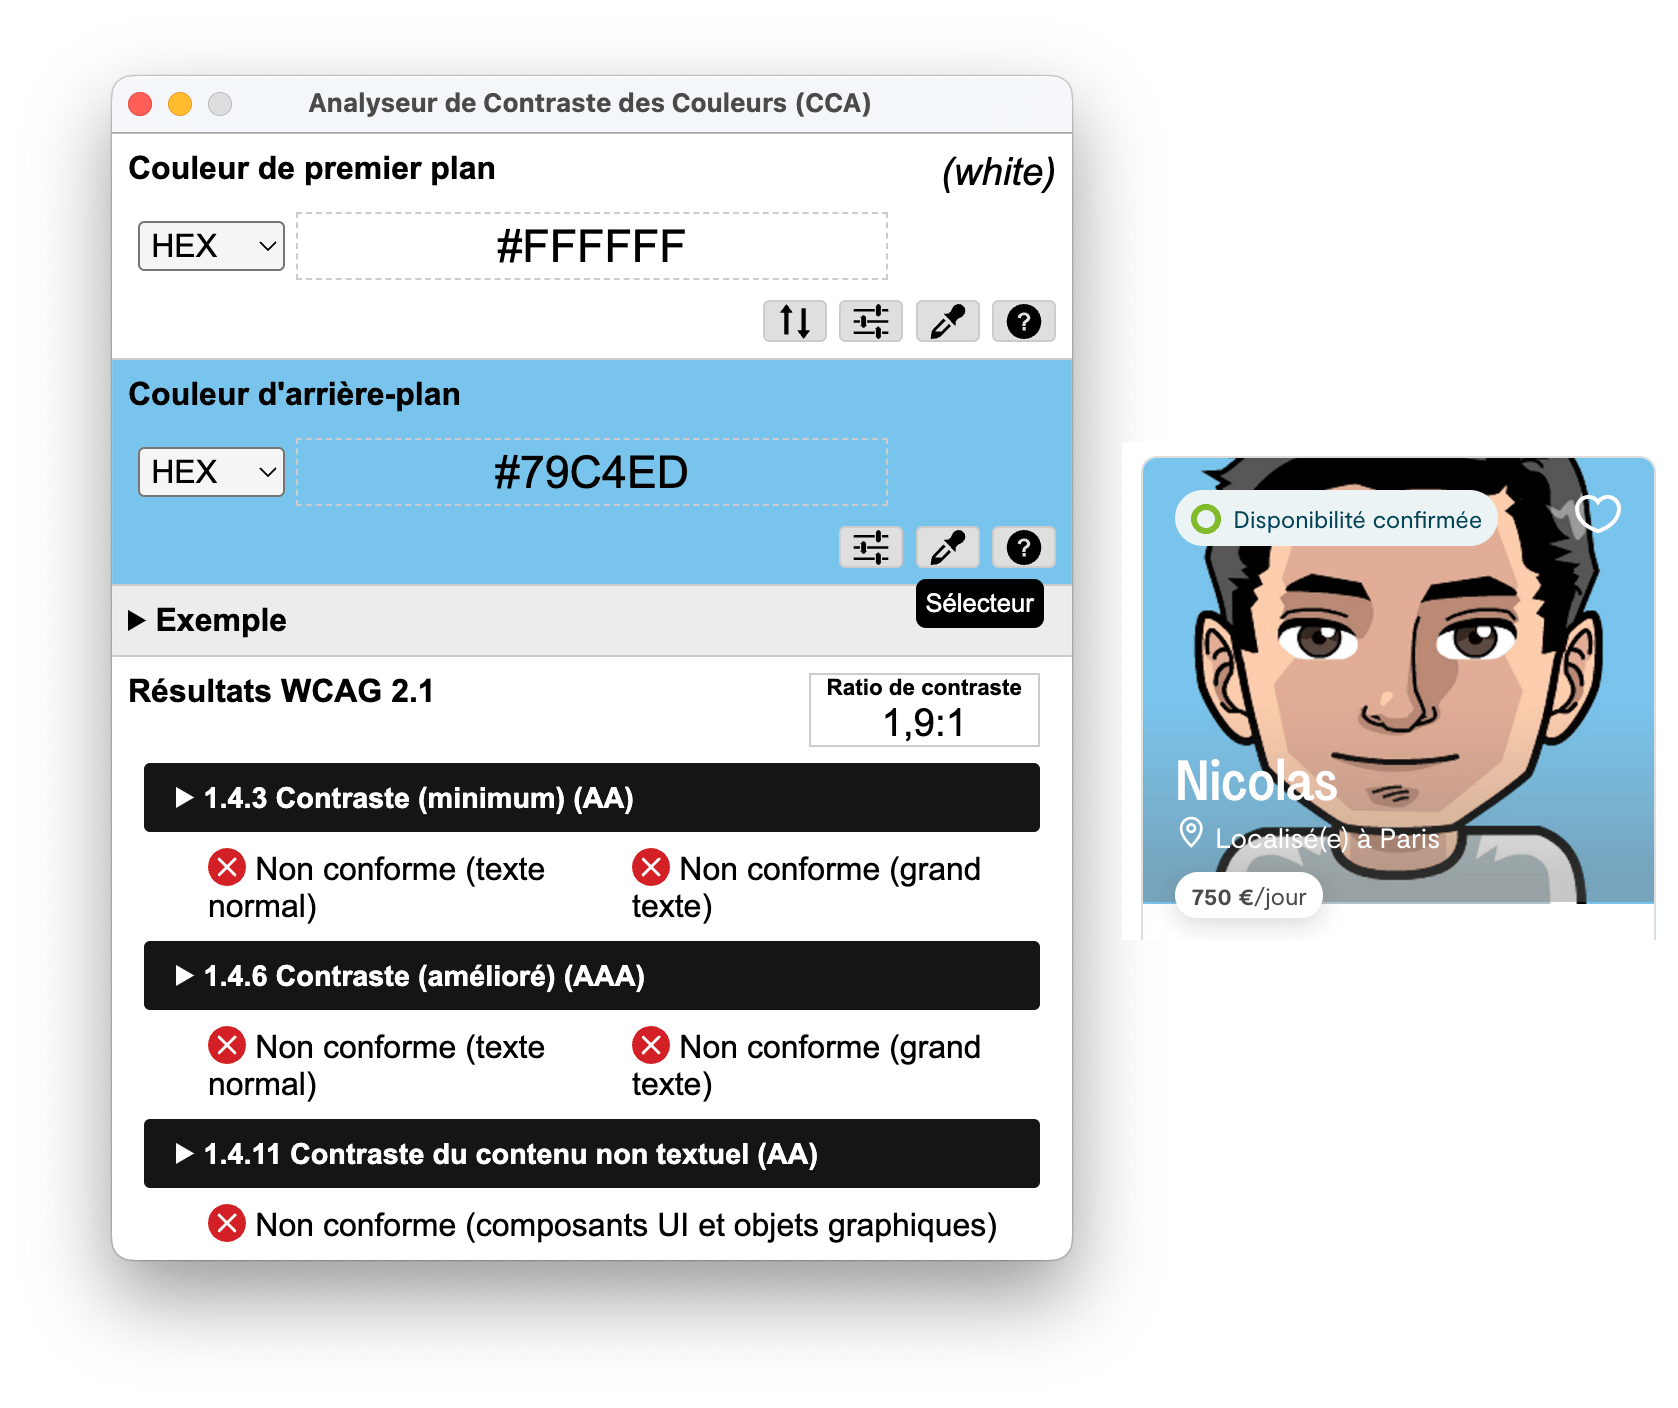 Analyseur de Contraste des Couleurs (CCA)
Couleur de premier plan
(white)
HEX
#FFFFFF
Couleur d'arrière-plan
HEX
#79C4ED
Sélecteur
Exemple
Résultats WCAG 2.1
Ratio de contraste
1,9:1
1.4.3 Contraste (minimum) (AA)
Non conforme (texte
normal)
Non conforme (grand
texte)
1.4.6 Contraste (amélioré) (AAA)
Non conforme (texte
normal)
Non conforme (grand
texte)
1.4.11 Contraste du contenu non textuel (AA)
Non conforme (composants UI et objets graphiques)
Disponibilité confirmée
Nicolas
Localisé(e) à Paris
750 €/jour